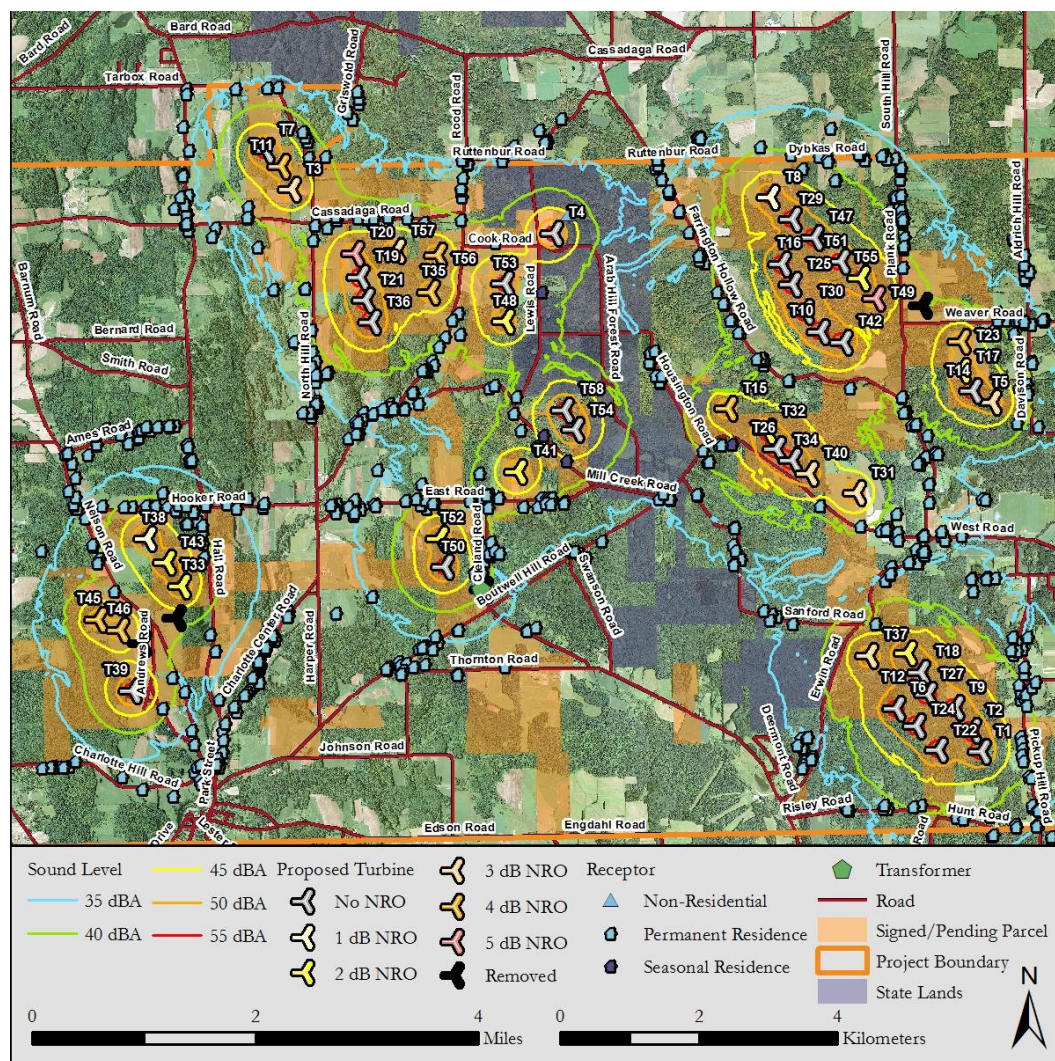 Bard Road
Bard Road
Griswold Road
Cassadaga Road
South Hill Road
Tarbox Road
Rood Road
T7
T11
T3
Ruttenbur Road
Ruttenbur Road
Dybkas Road
T8
T29
Cassadaga Road
T4
T20
T57
Cook Road
T47
Plank Road
Aldrich Hill Road
Farrington Hollow Road
T16
T51
T19
T56
T53
T25
T55
T21
T35
Arab Hill Forest Road
T30
T49
T36
T48
Lewis Road
T10
Weaver Road
Barnum Road
Bernard Road
T42
T23
T17
Smith Road
North Hill Road
Housington Road
T14
T5
Davison Road
T58
T15
T54
T32
Ames Road
T26
T34
T41
T40
Mill Creek Road
T31
Hooker Road
East Road
Nelson Road
T38
T52
West Road
T43
Hall Road
T50
Cleland Road
T33
Boutwell Hill Road
Swanson Road
T45
T46
Charlotte Center Road
Harper Road
Sanford Road
Andrews Road
T39
Thornton Road
Erwin Road
T37
T18
T12
T27
T6
T9
T24
T2
T22
T1
Johnson Road
Deermont Road
Pickup Hill Road
Charlotte Hill Road
Park Street
Risley Road
Hunt Road
Drive
Lester
Edson Road
Engdahl Road
Road
Sound Level
35 dBA
40 dBA
45 dBA
50 dBA
55 dBA
Proposed Turbine
No NRO
1 dB NRO
2 dB NRO
3 dB NRO
4 dB NRO
5 dB NRO
Removed
Receptor
Non-Residential
Permanent Residence
Seasonal Residence
Transformer
Road
Signed/Pending Parcel
Project Boundary
State Lands
N
0 2 4
Miles
0 2 4
Kilometers